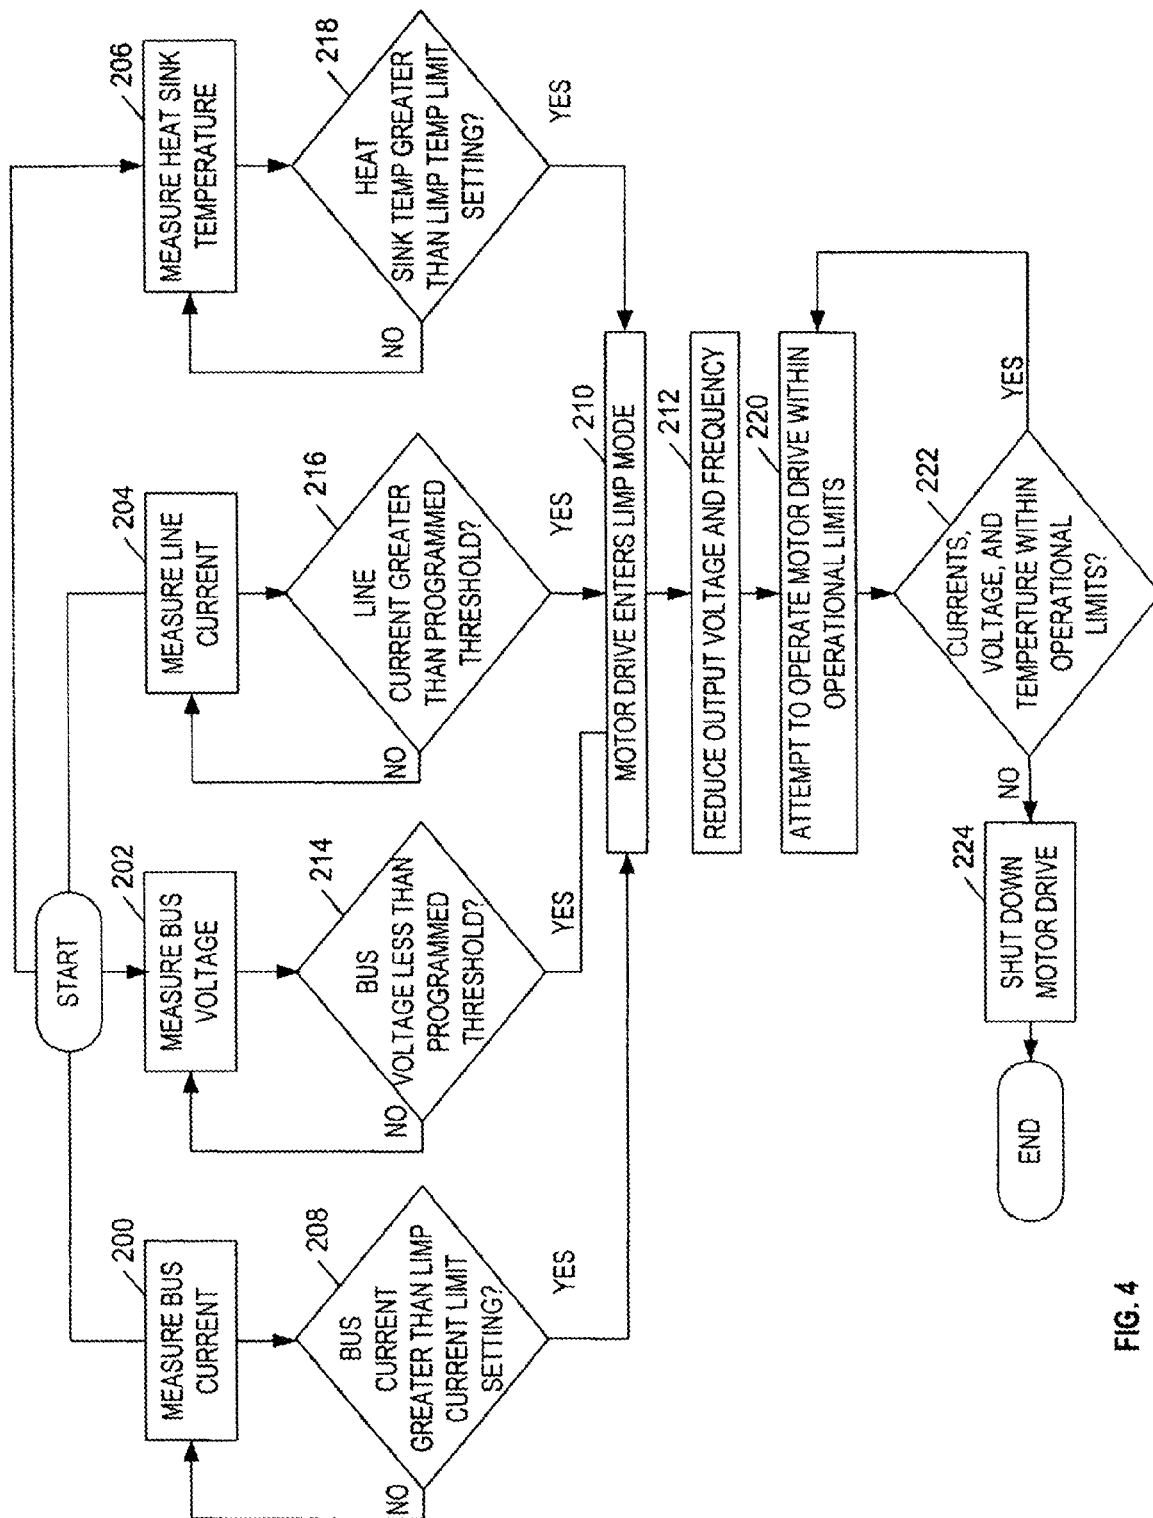 START
200
MEASURE BUS
CURRENT
202
MEASURE BUS
VOLTAGE
204
MEASURE LINE
CURRENT
206
MEASURE HEAT SINK
TEMPERATURE
208
BUS
CURRENT
GREATER THAN LIMP
CURRENT LIMIT
SETTING?
NO
YES
214
BUS
VOLTAGE LESS THAN
PROGRAMMED
THRESHOLD?
NO
YES
216
LINE
CURRENT GREATER
THAN PROGRAMMED
THRESHOLD?
NO
YES
218
HEAT
SINK TEMP GREATER
THAN LIMP TEMP LIMIT
SETTING?
NO
YES
210
MOTOR DRIVE ENTERS LIMP MODE
212
REDUCE OUTPUT VOLTAGE AND FREQUENCY
220
ATTEMPT TO OPERATE MOTOR DRIVE WITHIN
OPERATIONAL LIMITS
222
CURRENTS,
VOLTAGE, AND
TEMPERTURE WITHIN
OPERATIONAL
LIMITS?
YES
NO
224
SHUT DOWN
MOTOR DRIVE
END
FIG. 4